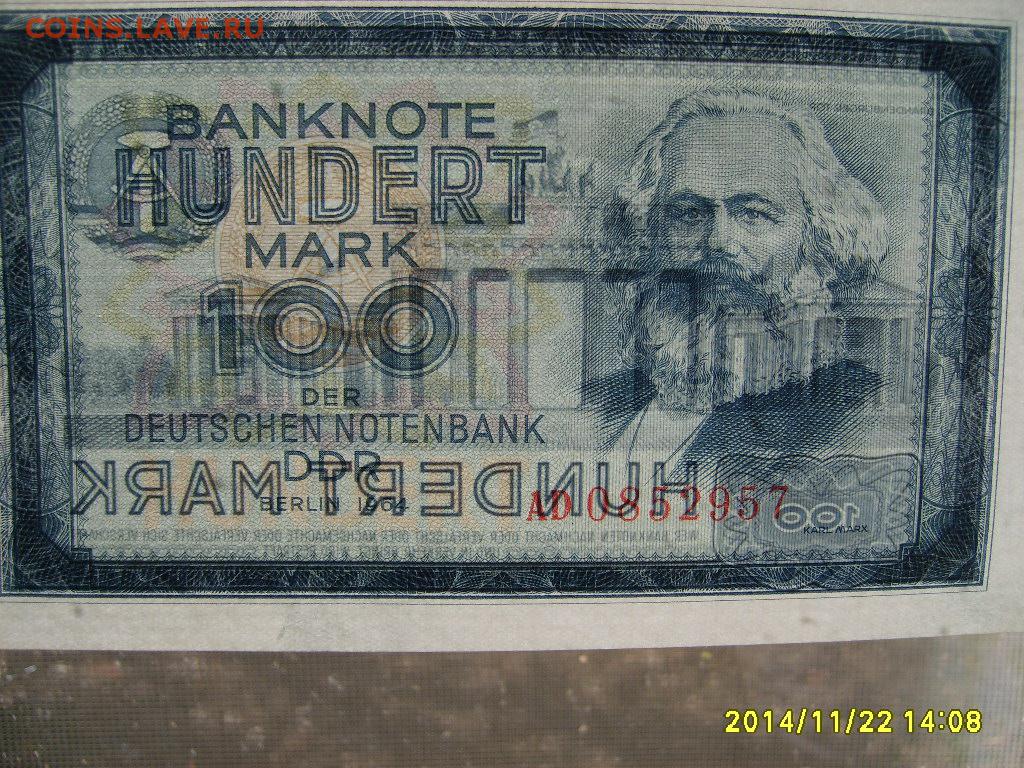 COINS.LAVE.RU
BANKNOTE
HUNDERT
MARK
100
DER
DEUTSCHEN NOTENBANK
DDR
HUNDERT MARK
BERLIN 1964
AD 0852957
100
KARL MARX
2014/11/22 14:08